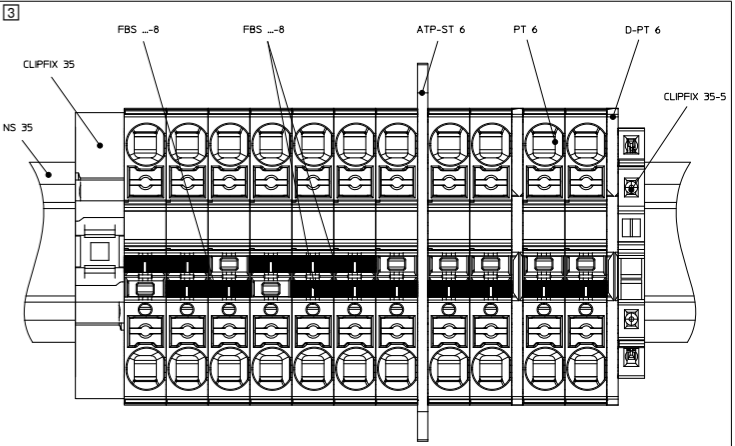 3
FBS ...-8
FBS ...-8
ATP-ST 6
PT 6
D-PT 6
CLIPFIX 35
CLIPFIX 35-5
NS 35